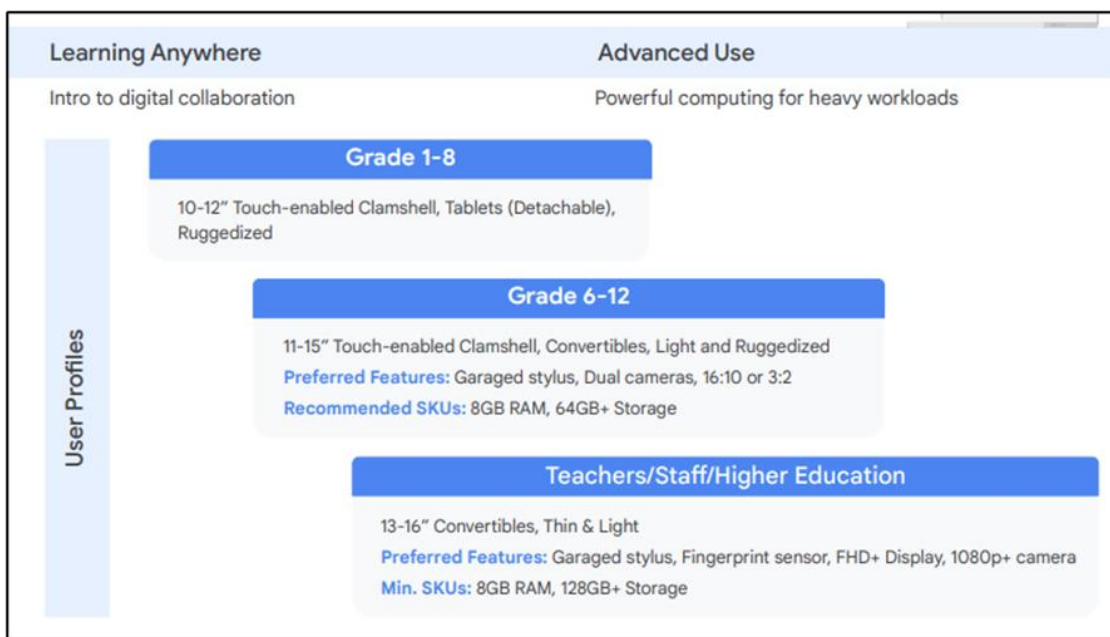 Learning Anywhere
Advanced Use
Intro to digital collaboration
Powerful computing for heavy workloads
User Profiles
Grade 1-8
10-12” Touch-enabled Clamshell, Tablets (Detachable),
Ruggedized
Grade 6-12
11-15” Touch-enabled Clamshell, Convertibles, Light and Ruggedized
Preferred Features: Garaged stylus, Dual cameras, 16:10 or 3:2
Recommended SKUs: 8GB RAM, 64GB+ Storage
Teachers/Staff/Higher Education
13-16” Convertibles, Thin & Light
Preferred Features: Garaged stylus, Fingerprint sensor, FHD+ Display, 1080p+ camera
Min. SKUs: 8GB RAM, 128GB+ Storage